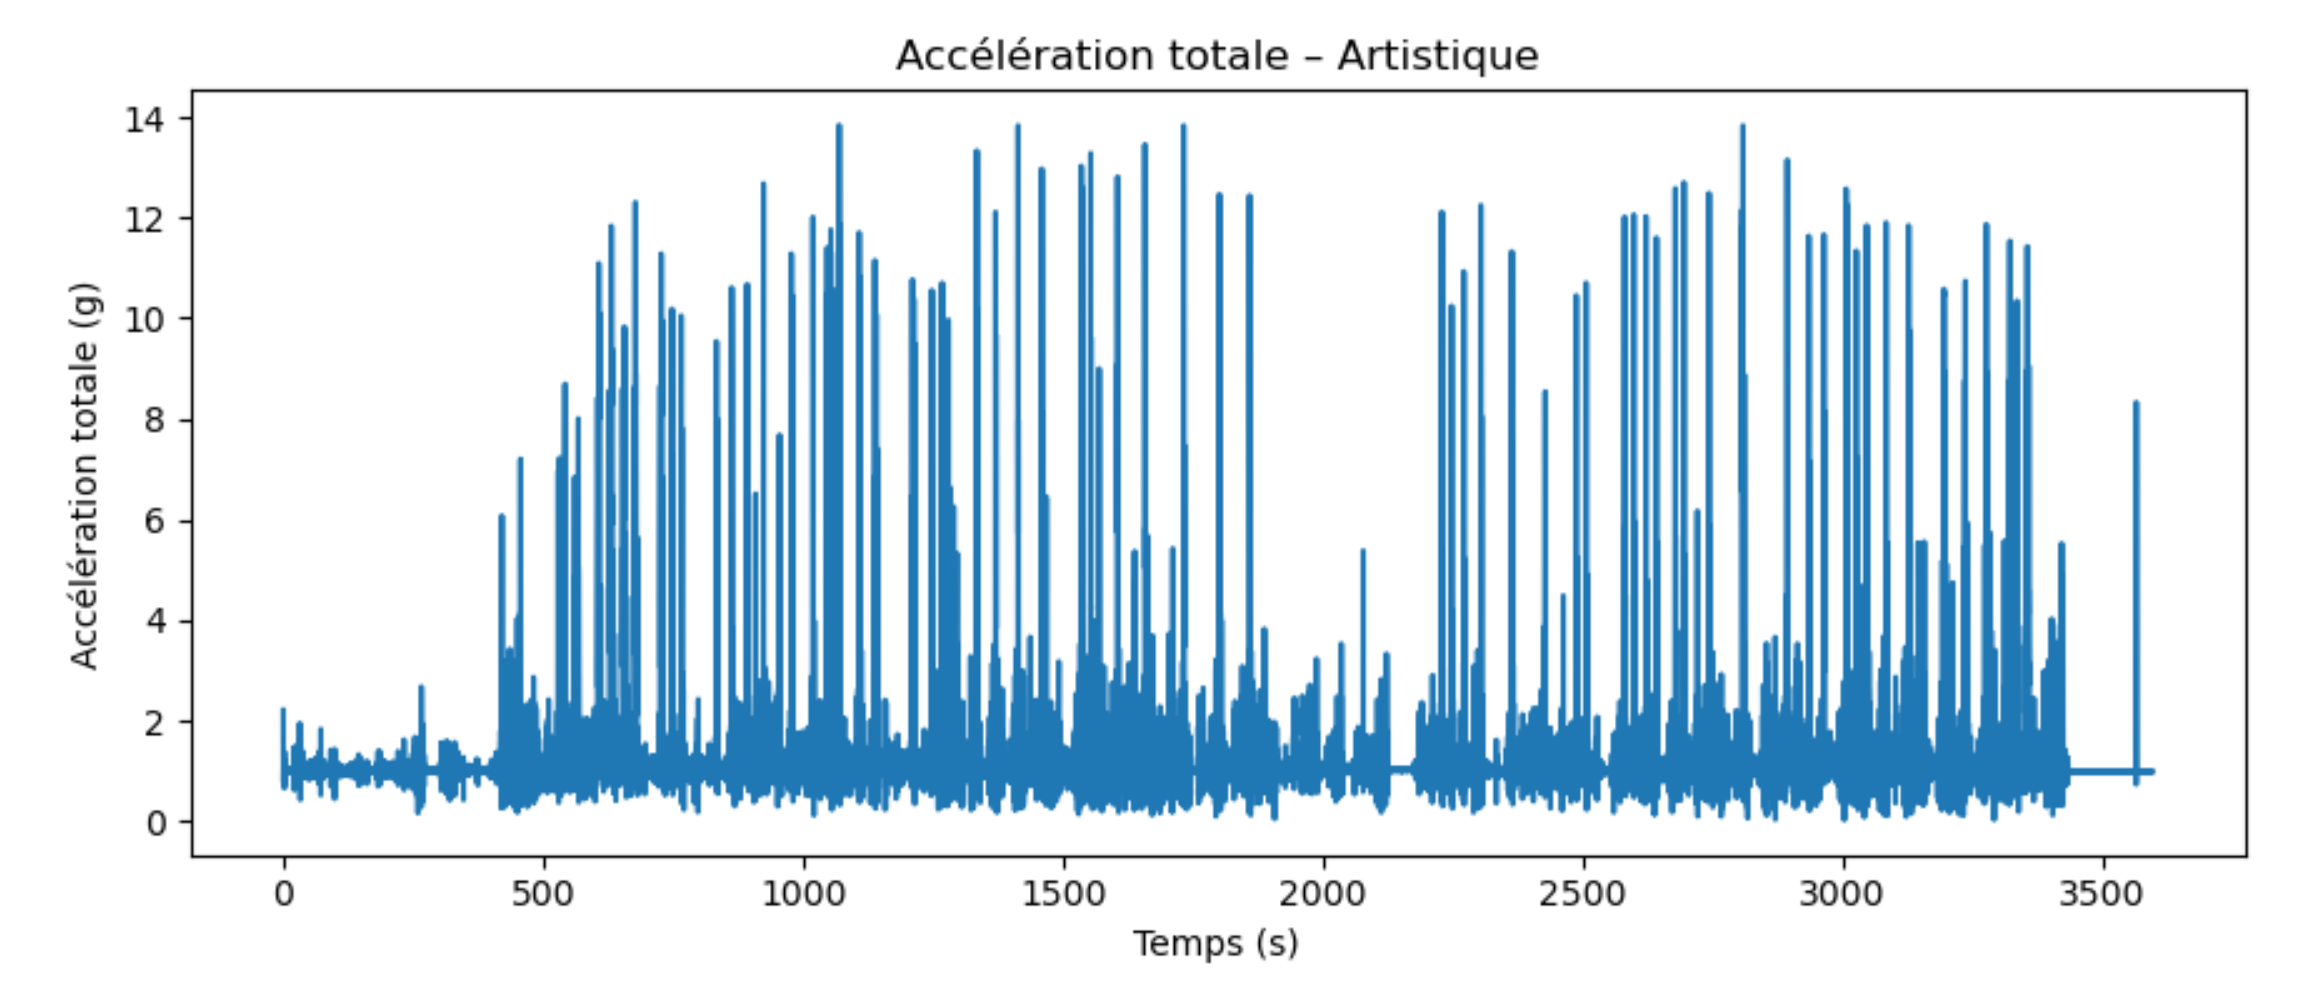 Accélération totale – Artistique
Accélération totale (g)
14
12
10
8
6
4
2
0
0 500 1000 1500 2000 2500 3000 3500
Temps (s)